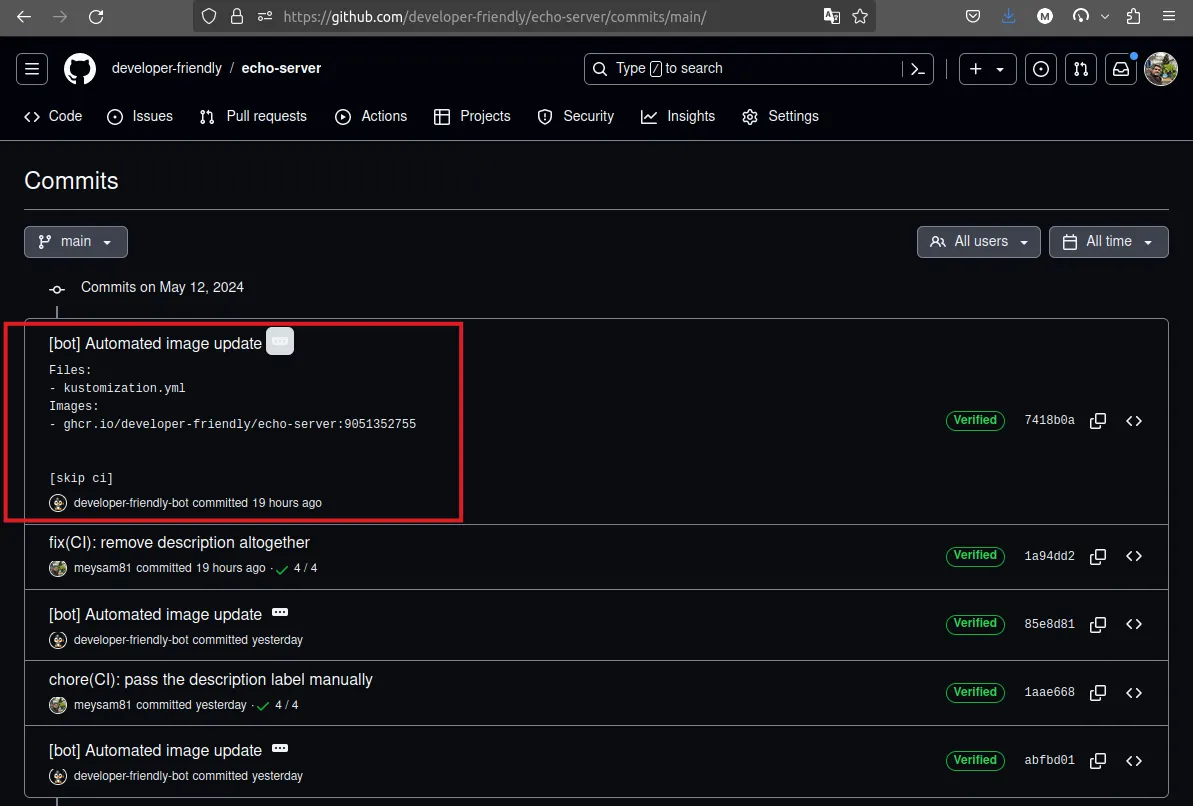 https://github.com/developer-friendly/echo-server/commits/main/
M
developer-friendly / echo-server
Type / to search
Code
Issues
Pull requests
Actions
Projects
Security
Insights
Settings
Commits
main
All users
All time
Commits on May 12, 2024
[bot] Automated image update
Files:
- kustomization.yml
Images:
- ghcr.io/developer-friendly/echo-server:9051352755
[skip ci]
developer-friendly-bot committed 19 hours ago
Verified
7418b0a
fix(CI): remove description altogether
meysam81 committed 19 hours ago · 4 / 4
Verified
1a94dd2
[bot] Automated image update
developer-friendly-bot committed yesterday
Verified
85e8d81
chore(CI): pass the description label manually
meysam81 committed yesterday · 4 / 4
Verified
1aae668
[bot] Automated image update
developer-friendly-bot committed yesterday
Verified
abfbd01